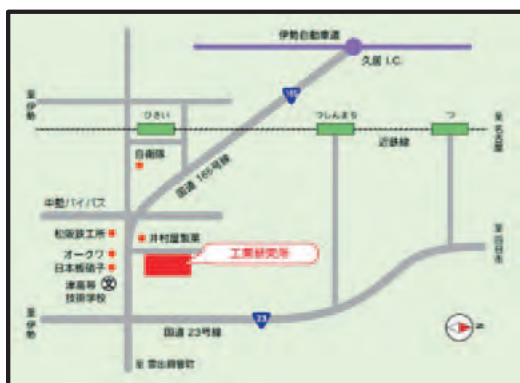 伊勢自動車道
久居 I.C.
至伊勢
165
ひさい
つしんまち
つ
至名古屋
近鉄線
自衛隊
国道 165号線
中勢バイパス
松阪鉄工所
井村屋製菓
工業研究所
オークワ
日本板硝子
津高等
技術学校
文
至四日市
至伊勢
23
国道 23号線
N
至 雲出鋼管町